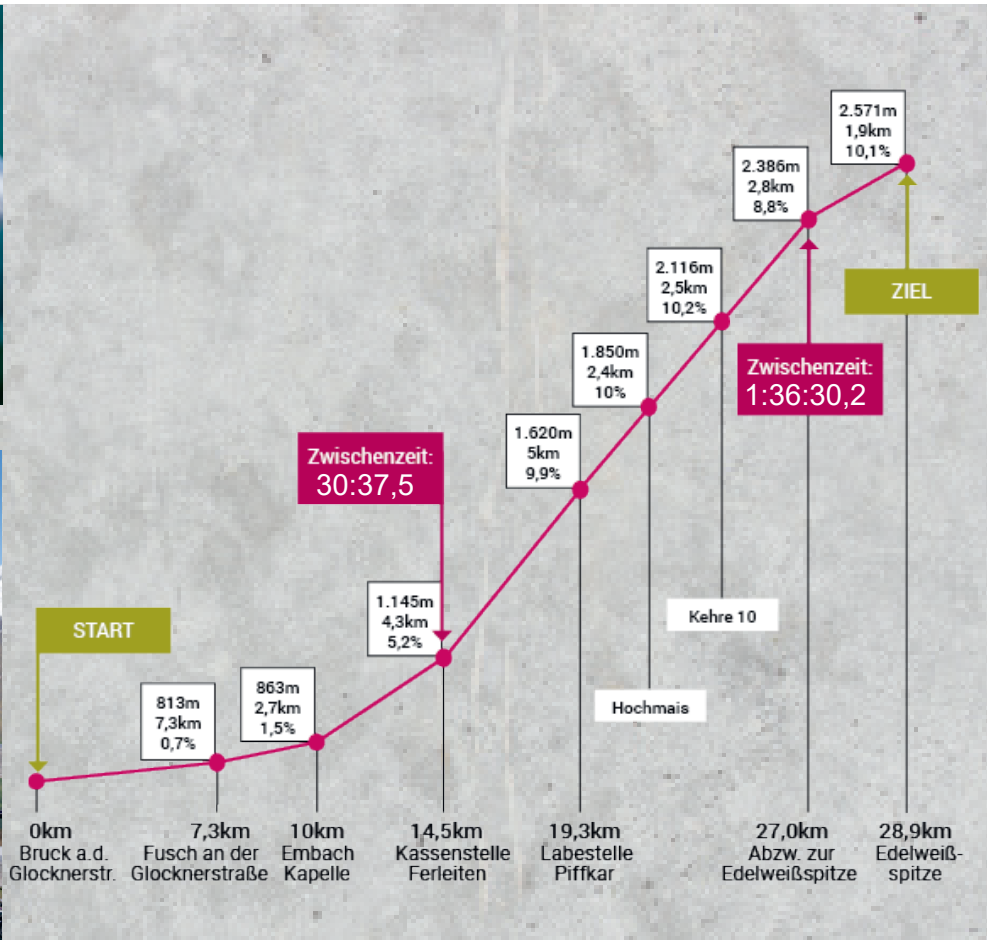 2.571m
1,9km
10,1%
2.386m
2,8km
8,8%
ZIEL
2.116m
2,5km
10,2%
1.850m
2,4km
10%
Zwischenzeit:
1:36:30,2
1.620m
5km
9,9%
Zwischenzeit:
30:37,5
1.145m
4,3km
5,2%
START
Kehre 10
863m
2,7km
1,5%
813m
7,3km
0,7%
Hochmais
0km
Bruck a.d.
Glocknerstr.
7,3km
Fusch an der
Glocknerstraße
10km
Embach
Kapelle
14,5km
Kassenstelle
Ferleiten
19,3km
Labestelle
Piffkar
27,0km
Abzw. zur
Edelweißspitze
28,9km
Edelweiß-
spitze